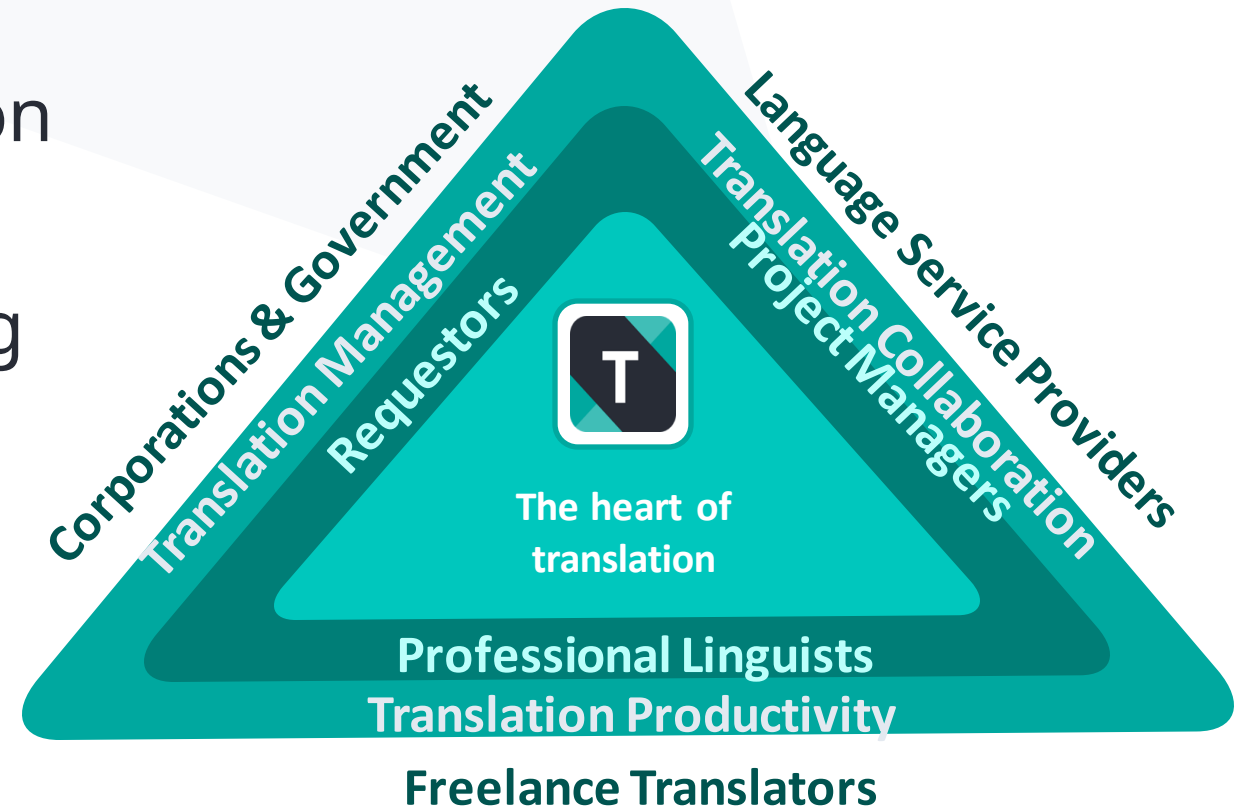 on
g
Corporations & Government
Translation Management
Requestors
Language Service Providers
Translation Collaboration
Project Managers
T
The heart of
translation
Professional Linguists
Translation Productivity
Freelance Translators